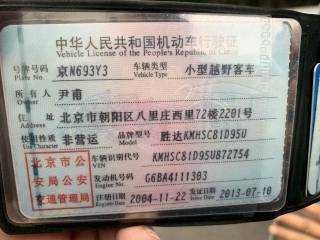 中华人民共和国机动车行驶证
Vehicle License of the People's Republic of China
号牌号码 京N693Y3 车辆类型 小型越野客车
Plate No. Vehicle Type
所有人 尹甫
Owner
住址 北京市朝阳区八里庄西里72楼2201号
Address
使用性质 非营运 品牌型号 胜达KMHSC81D95U
Use Character Model
北京市公 车辆识别代号 KMHSC81D95U872754
VIN
安局公安 发动机号码 G6BA4111303
Engine No.
交通管理局 注册日期 2004-11-22 发证日期 2013-07-10
Register Date Issue Date